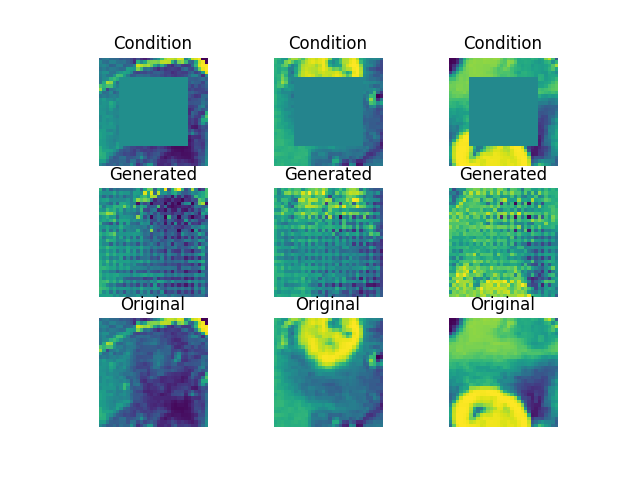 Condition Condition Condition
Generated Generated Generated
Original Original Original